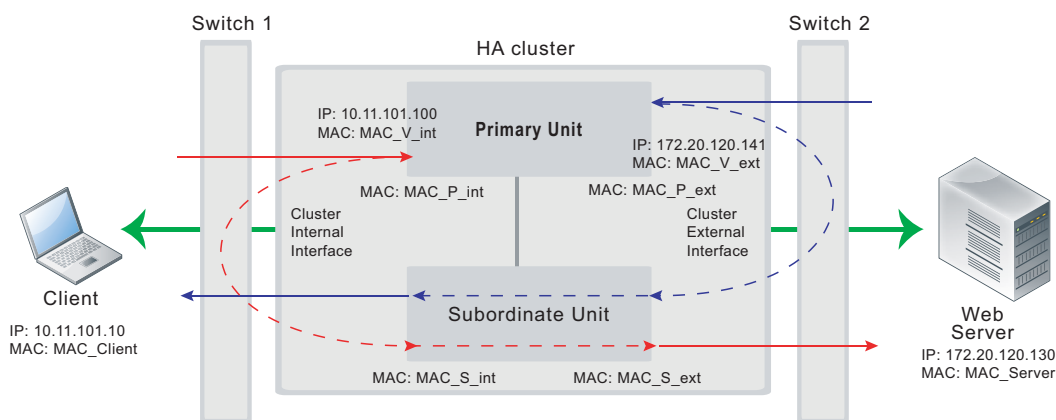 Switch 1
Switch 2
HA cluster
IP: 10.11.101.100
MAC: MAC_V_int
Primary Unit
IP: 172.20.120.141
MAC: MAC_V_ext
MAC: MAC_P_int
MAC: MAC_P_ext
Cluster
Internal
Interface
Cluster
External
Interface
Client
IP: 10.11.101.10
MAC: MAC_Client
Subordinate Unit
Web
Server
IP: 172.20.120.130
MAC: MAC_Server
MAC: MAC_S_int
MAC: MAC_S_ext